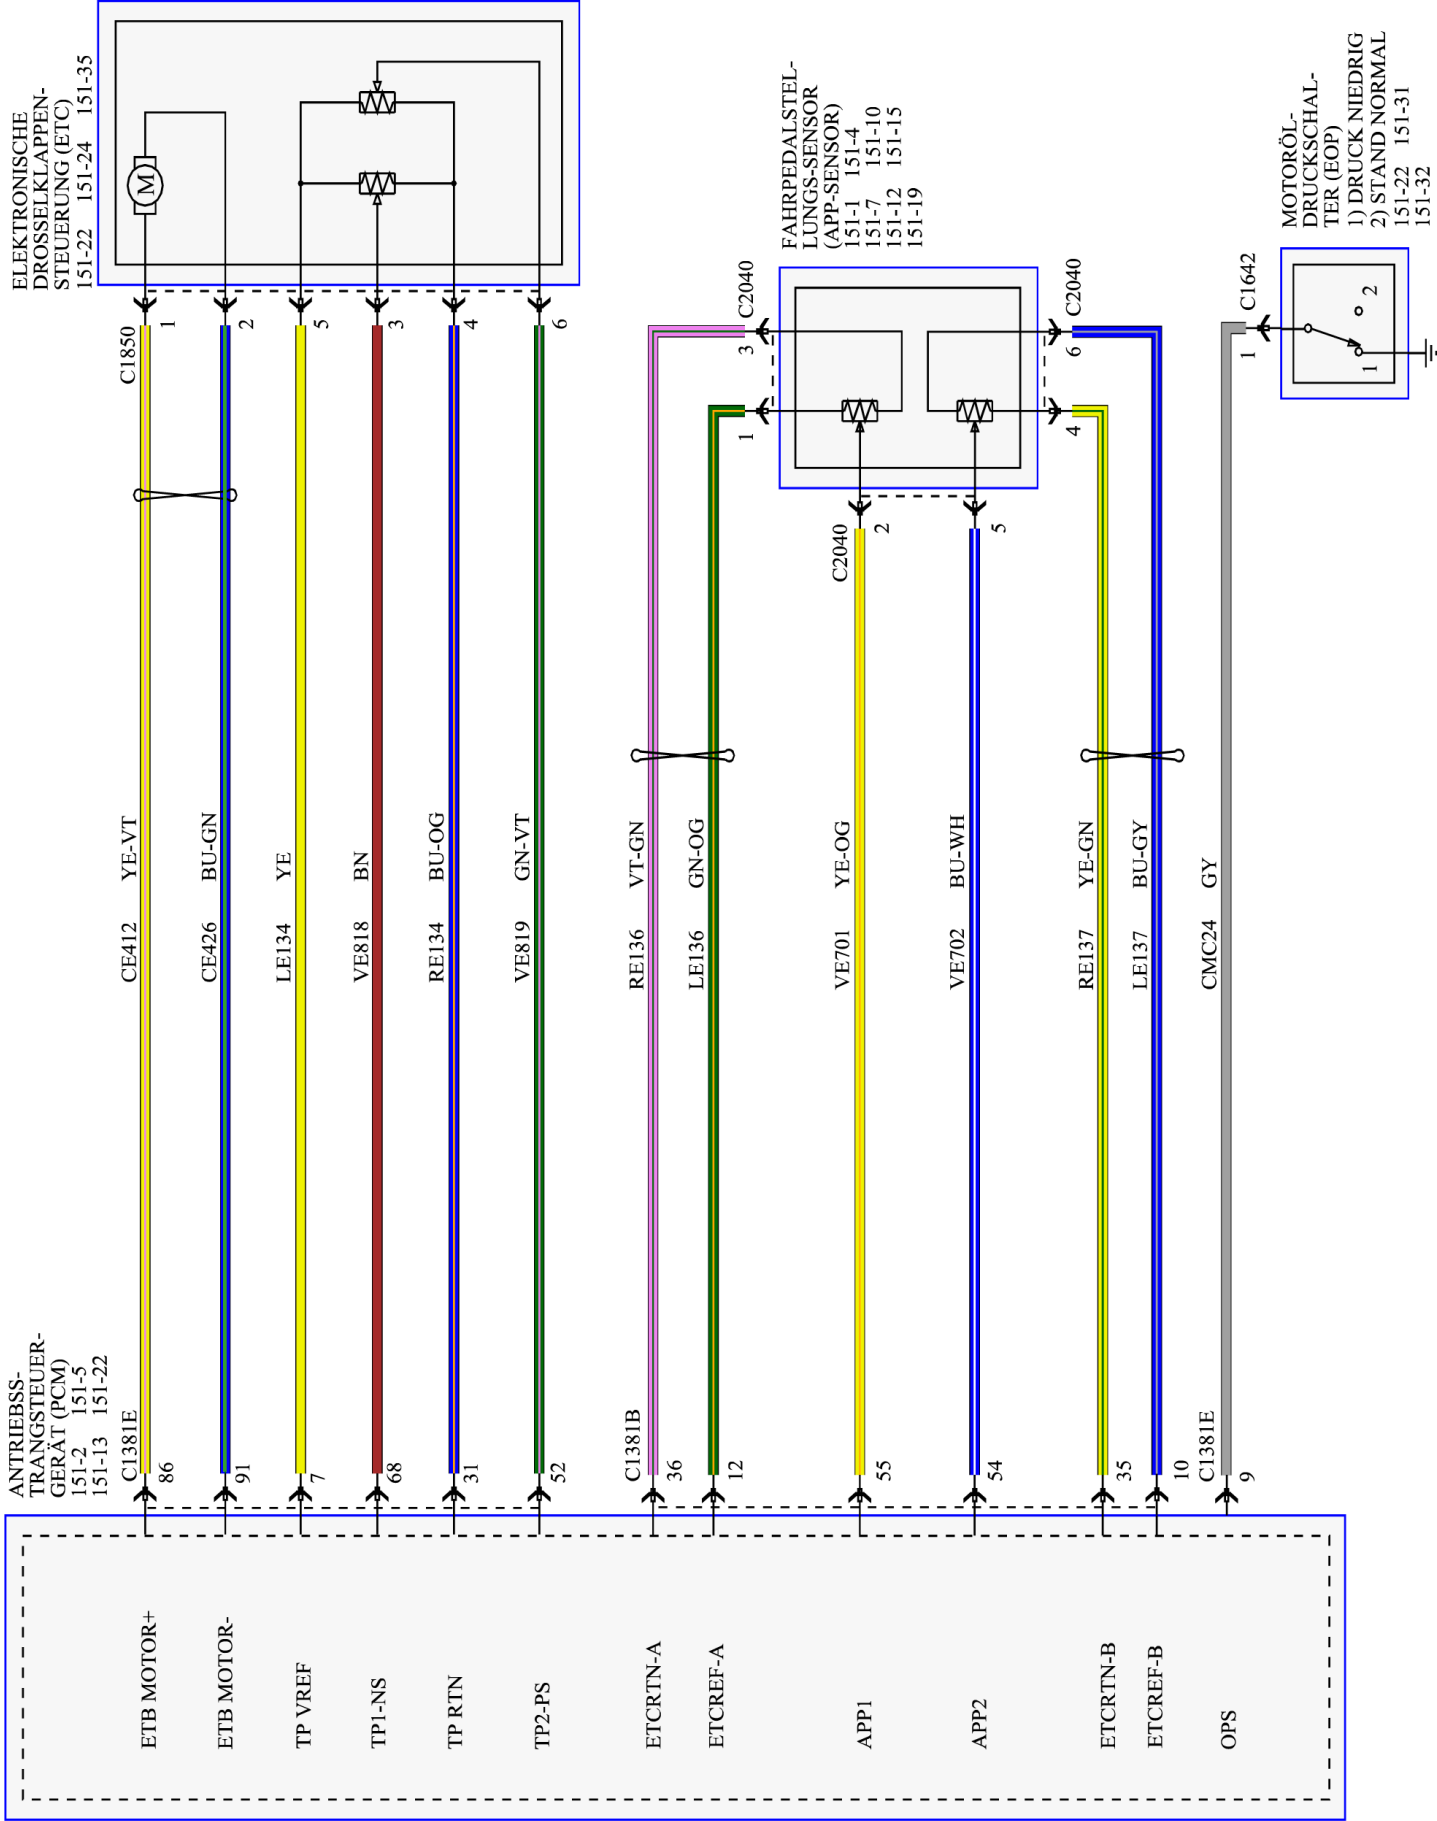 ELEKTRONISCHE
DROSSELKLAPPEN-
STEUERUNG (ETC)
151-22 151-24 151-35
M
C1850
1
2
5
3
4
6
FAHRPEDALSTEL-
LUNGS-SENSOR
(APP-SENSOR)
151-1 151-4
151-7 151-10
151-12 151-15
151-19
C2040
3
1
C2040
2
5
C2040
6
4
MOTORÖL-
DRUCKSCHAL-
TER (EOP)
1) DRUCK NIEDRIG
2) STAND NORMAL
151-22 151-31
151-32
C1642
1
1
2
CE412 YE-VT
CE426 BU-GN
LE134 YE
VE818 BN
RE134 BU-OG
VE819 GN-VT
RE136 VT-GN
LE136 GN-OG
VE701 YE-OG
VE702 BU-WH
RE137 YE-GN
LE137 BU-GY
CMC24 GY
ANTRIEBSS-
TRANGSTEUER-
GERÄT (PCM)
151-2 151-5
151-13 151-22
C1381E
86
91
7
68
31
52
C1381B
36
12
55
54
35
10
C1381E
9
ETB MOTOR+
ETB MOTOR-
TP VREF
TP1-NS
TP RTN
TP2-PS
ETCRTN-A
ETCREF-A
APP1
APP2
ETCRTN-B
ETCREF-B
OPS